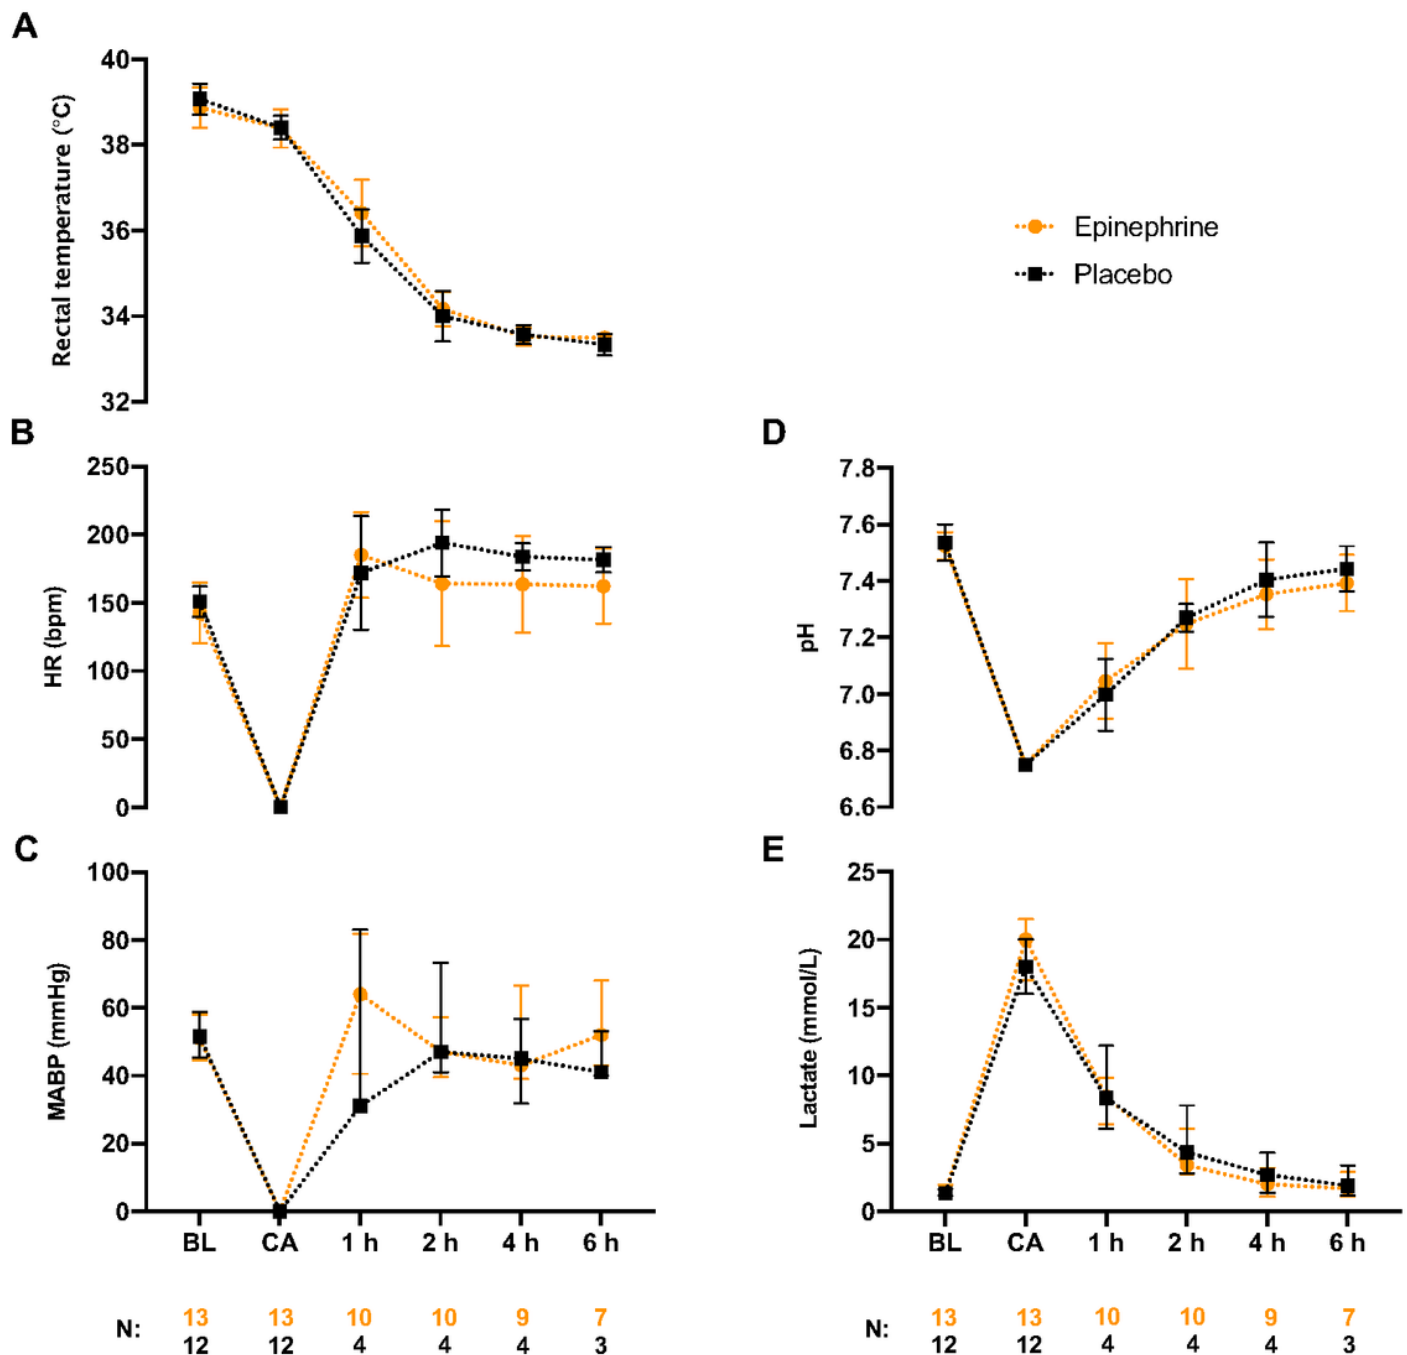 A
40
38
36
34
32
Rectal temperature (°C)
Epinephrine
Placebo
B
250
200
150
100
50
0
HR (bpm)
D
7.8
7.6
7.4
7.2
7.0
6.8
6.6
pH
C
100
80
60
40
20
0
MABP (mmHg)
BL CA 1 h 2 h 4 h 6 h
N:
13 13 10 10 9 7
12 12 4 4 4 3
E
25
20
15
10
5
0
Lactate (mmol/L)
BL CA 1 h 2 h 4 h 6 h
N:
13 13 10 10 9 7
12 12 4 4 4 3